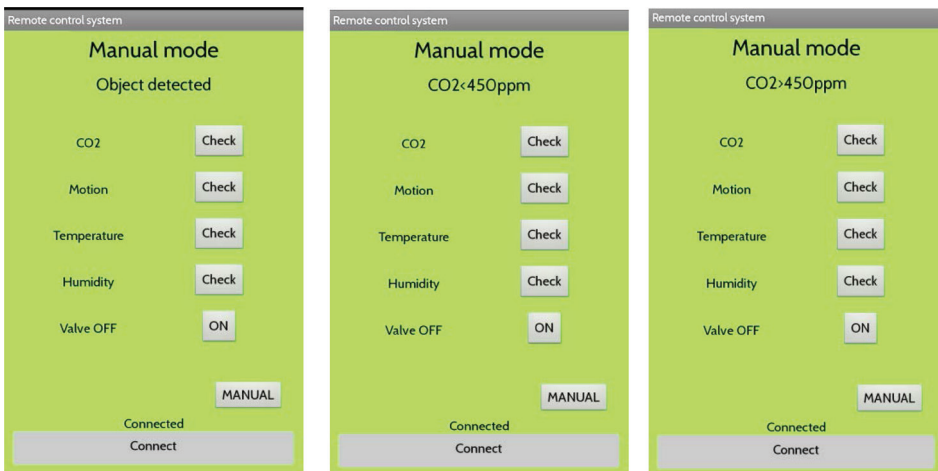 Remote control system
Manual mode
Object detected
CO2 Check
Motion Check
Temperature Check
Humidity Check
Valve OFF ON
MANUAL
Connected
Connect
Remote control system
Manual mode
CO2<450ppm
CO2 Check
Motion Check
Temperature Check
Humidity Check
Valve OFF ON
MANUAL
Connected
Connect
Remote control system
Manual mode
CO2>450ppm
CO2 Check
Motion Check
Temperature Check
Humidity Check
Valve OFF ON
MANUAL
Connected
Connect